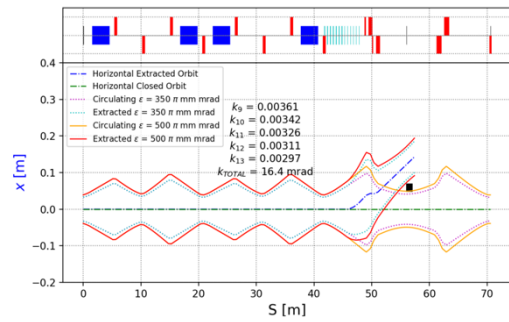 0.4
0.3
0.2
0.1
0.0
−0.1
−0.2
x [m]
Horizontal Extracted Orbit
Horizontal Closed Orbit
Circulating ε = 350 π mm mrad
Extracted ε = 350 π mm mrad
Circulating ε = 500 π mm mrad
Extracted ε = 500 π mm mrad
k9 = 0.00361
k10 = 0.00342
k11 = 0.00326
k12 = 0.00311
k13 = 0.00297
kTOTAL = 16.4 mrad
0 10 20 30 40 50 60 70
S [m]